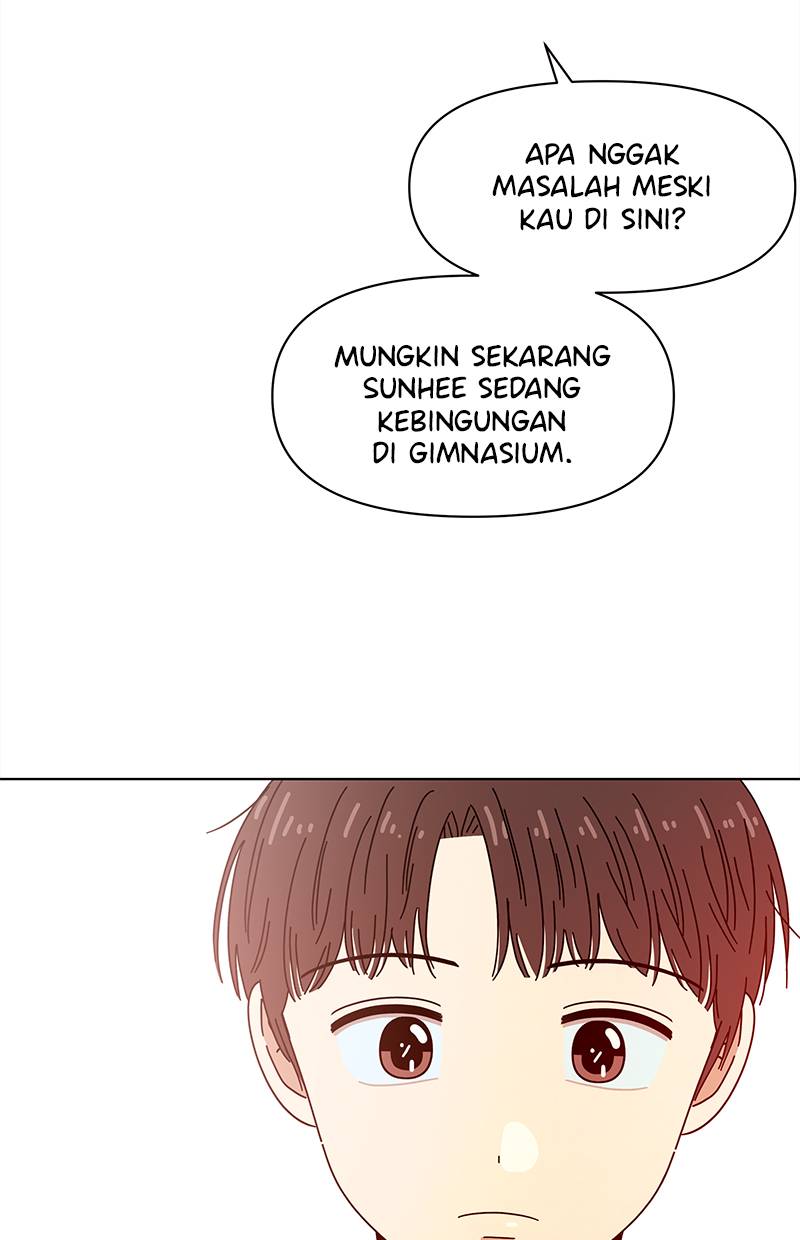 APA NGGAK
MASALAH MESKI
KAU DI SINI?
MUNGKIN SEKARANG
SUNHEE SEDANG
KEBINGUNGAN
DI GIMNASIUM.